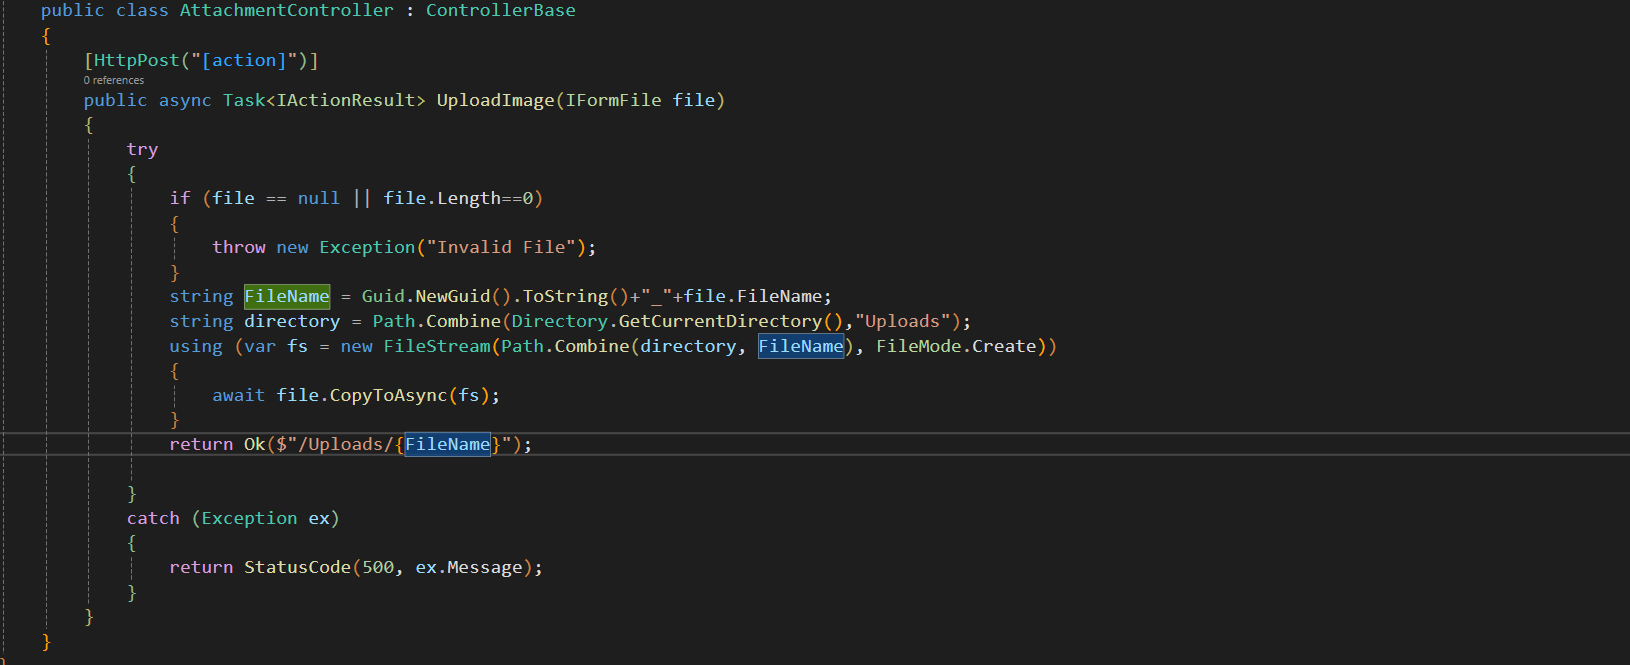 public class AttachmentController : ControllerBase
{
[HttpPost("[action]")]
0 references
public async Task<IActionResult> UploadImage(IFormFile file)
{
try
{
if (file == null || file.Length==0)
{
throw new Exception("Invalid File");
}
string FileName = Guid.NewGuid().ToString()+"_"+file.FileName;
string directory = Path.Combine(Directory.GetCurrentDirectory(),"Uploads");
using (var fs = new FileStream(Path.Combine(directory, FileName), FileMode.Create))
{
await file.CopyToAsync(fs);
}
return Ok($"/Uploads/{FileName}");
}
catch (Exception ex)
{
return StatusCode(500, ex.Message);
}
}
}
}